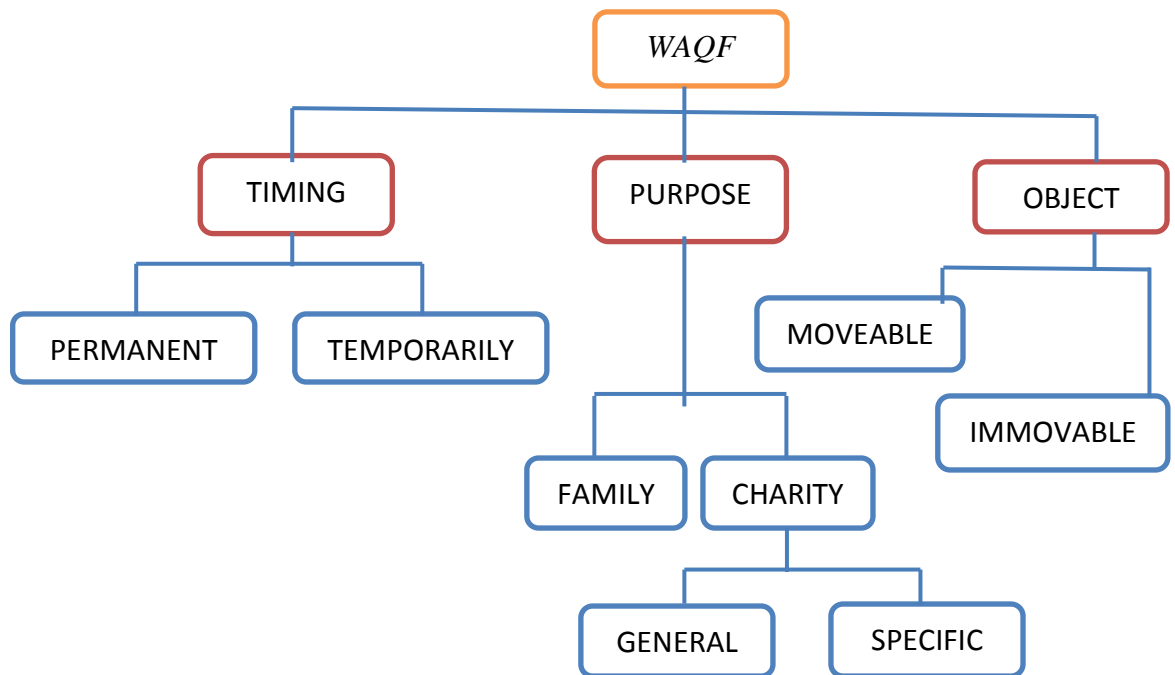 WAQF
TIMING
PURPOSE
OBJECT
PERMANENT
TEMPORARILY
MOVEABLE
IMMOVABLE
FAMILY
CHARITY
GENERAL
SPECIFIC